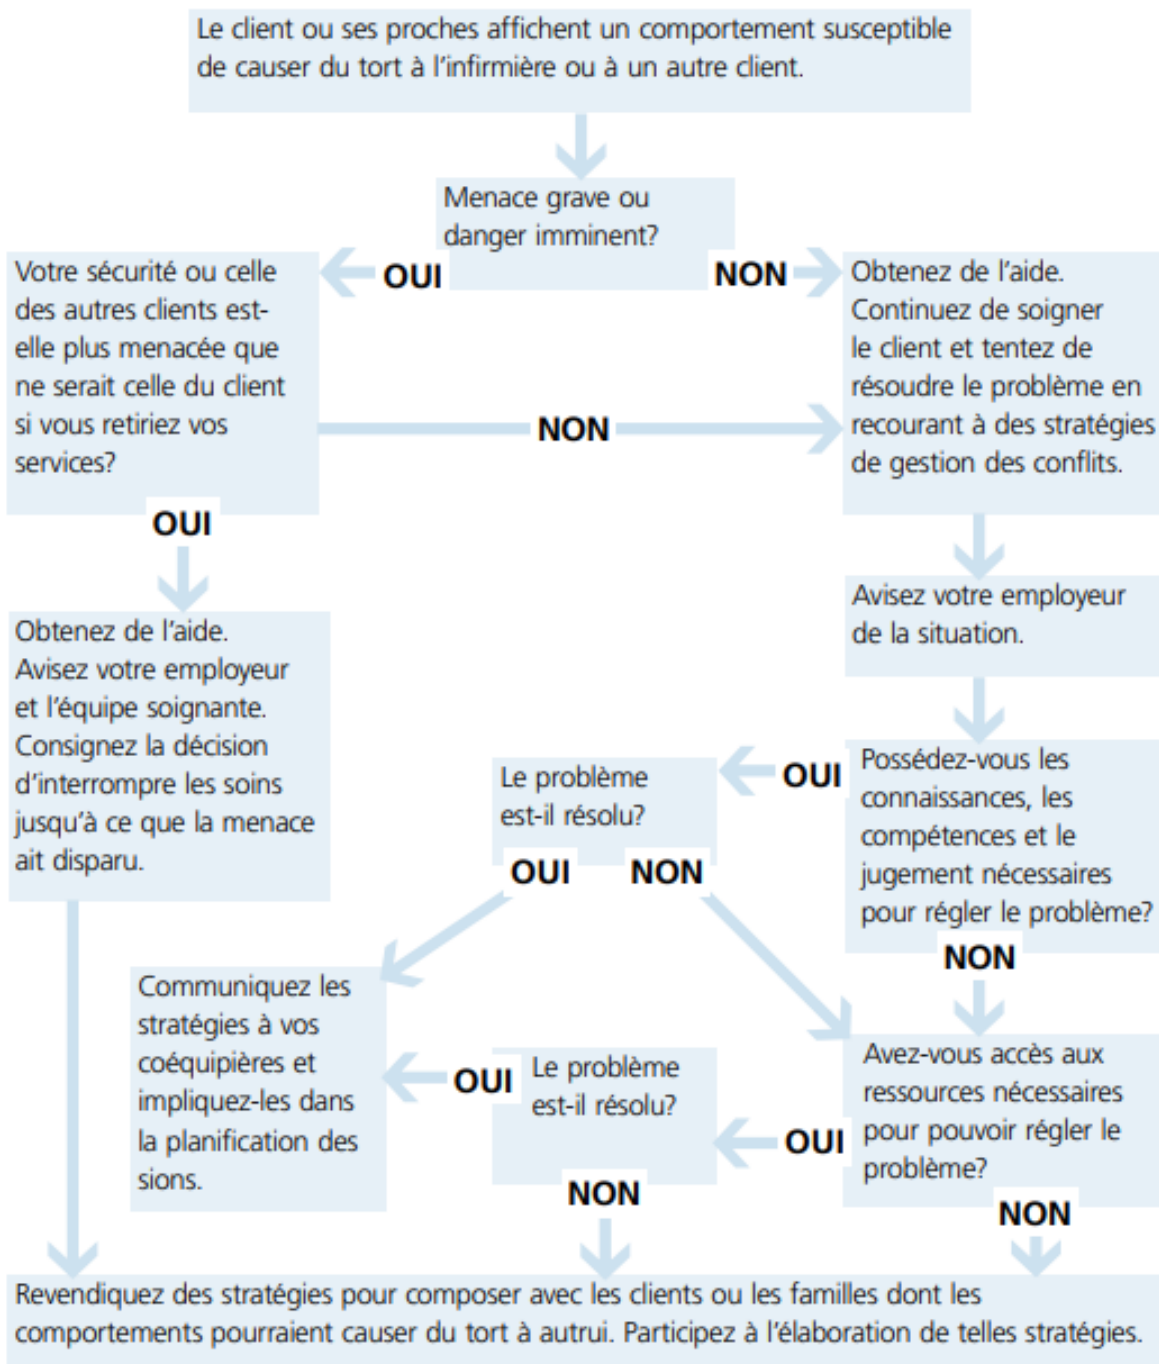 Le client ou ses proches affichent un comportement susceptible
de causer du tort à l'infirmière ou à un autre client.
Menace grave ou
danger imminent?
OUI
NON
Votre sécurité ou celle
des autres clients est-
elle plus menacée que
ne serait celle du client
si vous retiriez vos
services?
NON
Obtenez de l'aide.
Continuez de soigner
le client et tentez de
résoudre le problème en
recourant à des stratégies
de gestion des conflits.
OUI
Avisez votre employeur
de la situation.
Obtenez de l'aide.
Avisez votre employeur
et l'équipe soignante.
Consignez la décision
d'interrompre les soins
jusqu'à ce que la menace
ait disparu.
Possédez-vous les
connaissances, les
compétences et le
jugement nécessaires
pour régler le problème?
OUI
NON
Le problème
est-il résolu?
OUI
NON
Communiquez les
stratégies à vos
coéquipières et
impliquez-les dans
la planification des
sions.
Avez-vous accès aux
ressources nécessaires
pour pouvoir régler le
problème?
OUI
NON
Le problème
est-il résolu?
OUI
NON
Revendiquez des stratégies pour composer avec les clients ou les familles dont les
comportements pourraient causer du tort à autrui. Participez à l'élaboration de telles stratégies.